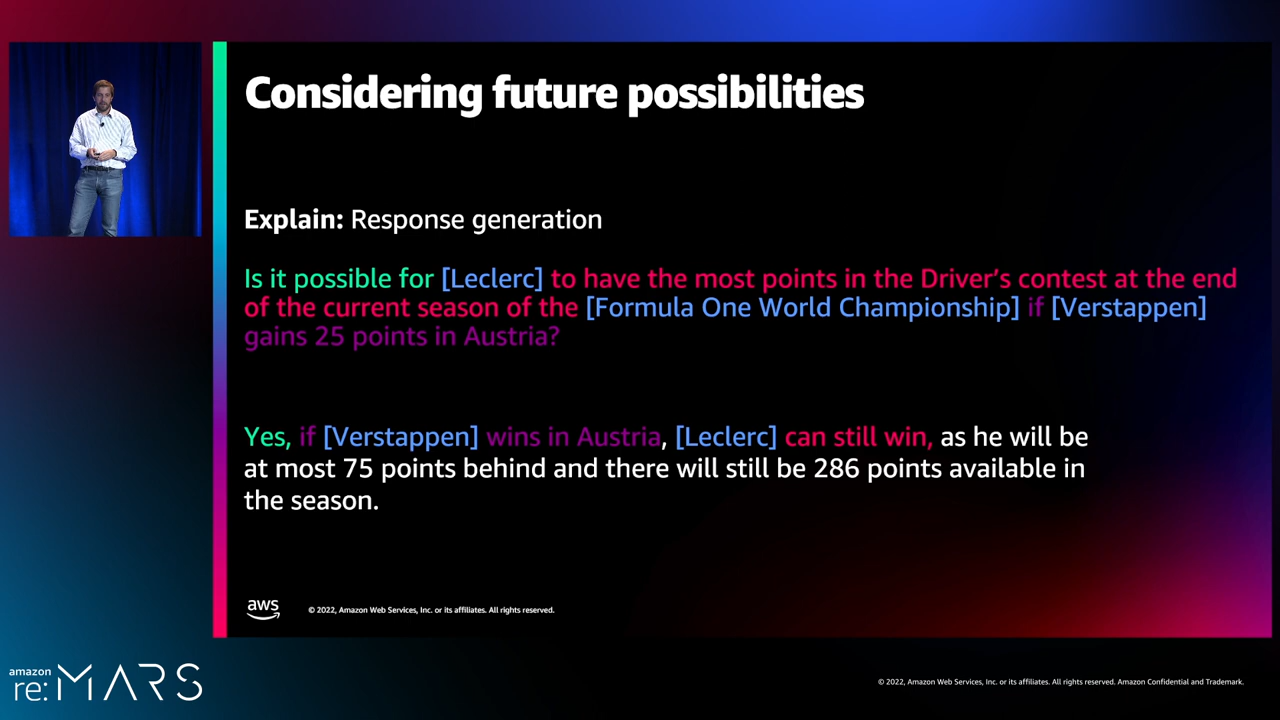 Considering future possibilities
Explain: Response generation
Is it possible for [Leclerc] to have the most points in the Driver's contest at the end
of the current season of the [Formula One World Championship] if [Verstappen]
gains 25 points in Austria?
Yes, if [Verstappen] wins in Austria, [Leclerc] can still win, as he will be
at most 75 points behind and there will still be 286 points available in
the season.
aws
© 2022, Amazon Web Services, Inc. or its affiliates. All rights reserved.
amazon
re:MARS
© 2022, Amazon Web Services, Inc. or its affiliates. All rights reserved. Amazon Confidential and Trademark.